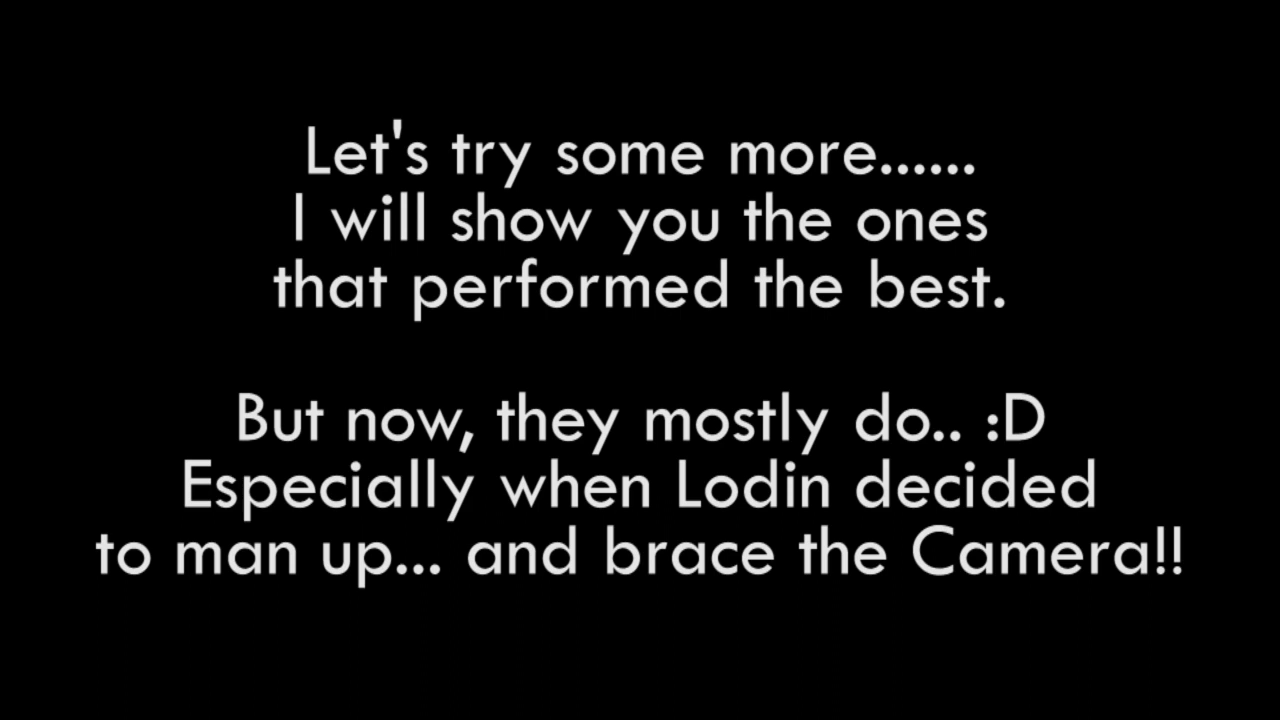 Let's try some more......
I will show you the ones
that performed the best.
But now, they mostly do.. :D
Especially when Lodin decided
to man up... and brace the Camera!!